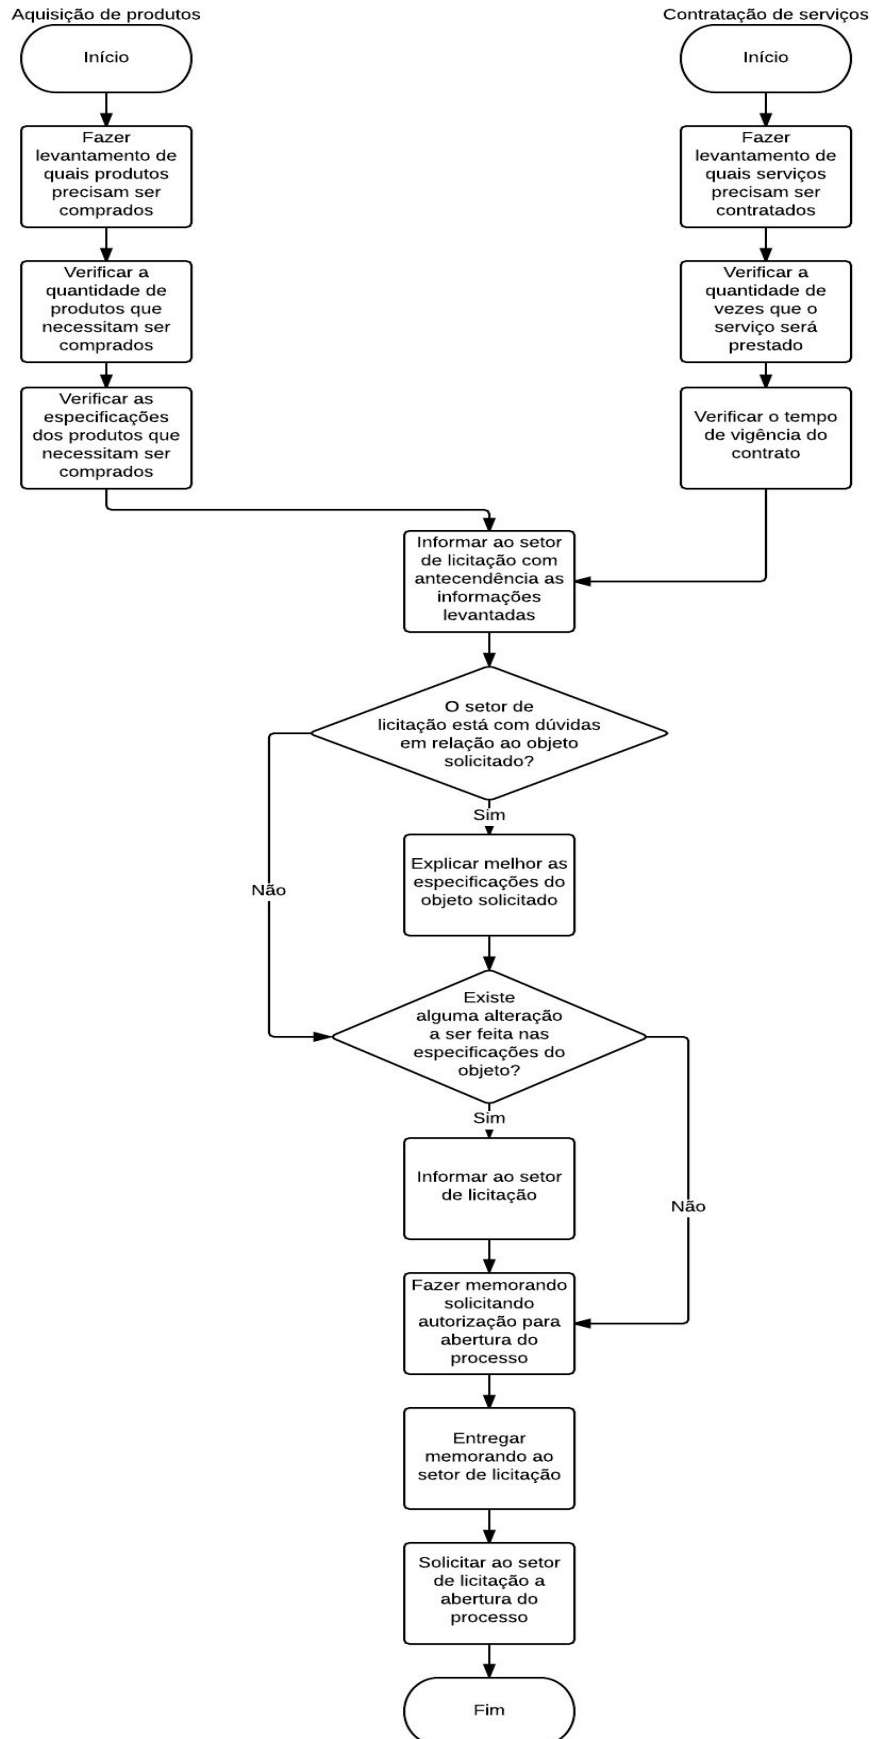 Aquisição de produtos
Início
Fazer
levantamento de
quais produtos
precisam ser
comprados
Verificar a
quantidade de
produtos que
necessitam ser
comprados
Verificar as
especificações
dos produtos que
necessitam ser
comprados
Contratação de serviços
Início
Fazer
levantamento de
quais serviços
precisam ser
contratados
Verificar a
quantidade de
vezes que o
serviço será
prestado
Verificar o tempo
de vigência do
contrato
Informar ao setor
de licitação com
antecendência as
informações
levantadas
O setor de
licitação está com dúvidas
em relação ao objeto
solicitado?
Sim
Não
Explicar melhor as
especificações do
objeto solicitado
Existe
alguma alteração
a ser feita nas
especificações do
objeto?
Sim
Não
Informar ao setor
de licitação
Fazer memorando
solicitando
autorização para
abertura do
processo
Entregar
memorando ao
setor de licitação
Solicitar ao setor
de licitação a
abertura do
processo
Fim